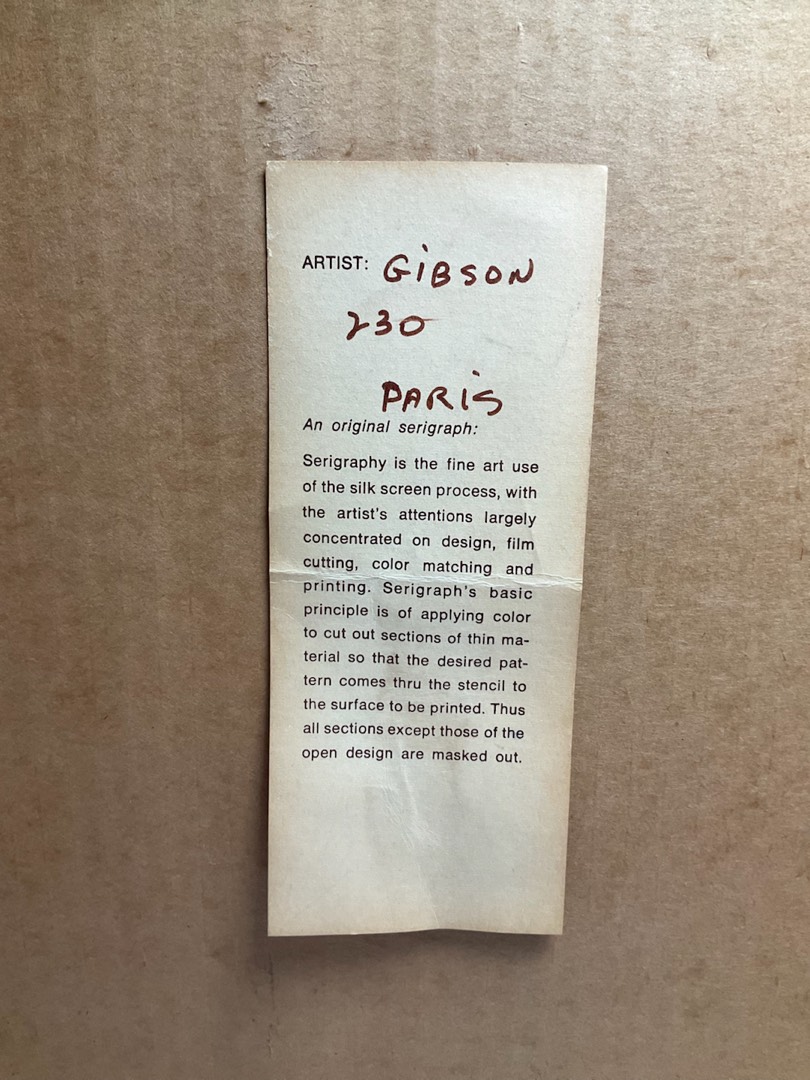 ARTIST: GIBSON
230
PARIS
An original serigraph:
Serigraphy is the fine art use
of the silk screen process, with
the artist's attentions largely
concentrated on design, film
cutting, color matching and
printing. Serigraph's basic
principle is of applying color
to cut out sections of thin ma-
terial so that the desired pat-
tern comes thru the stencil to
the surface to be printed. Thus
all sections except those of the
open design are masked out.